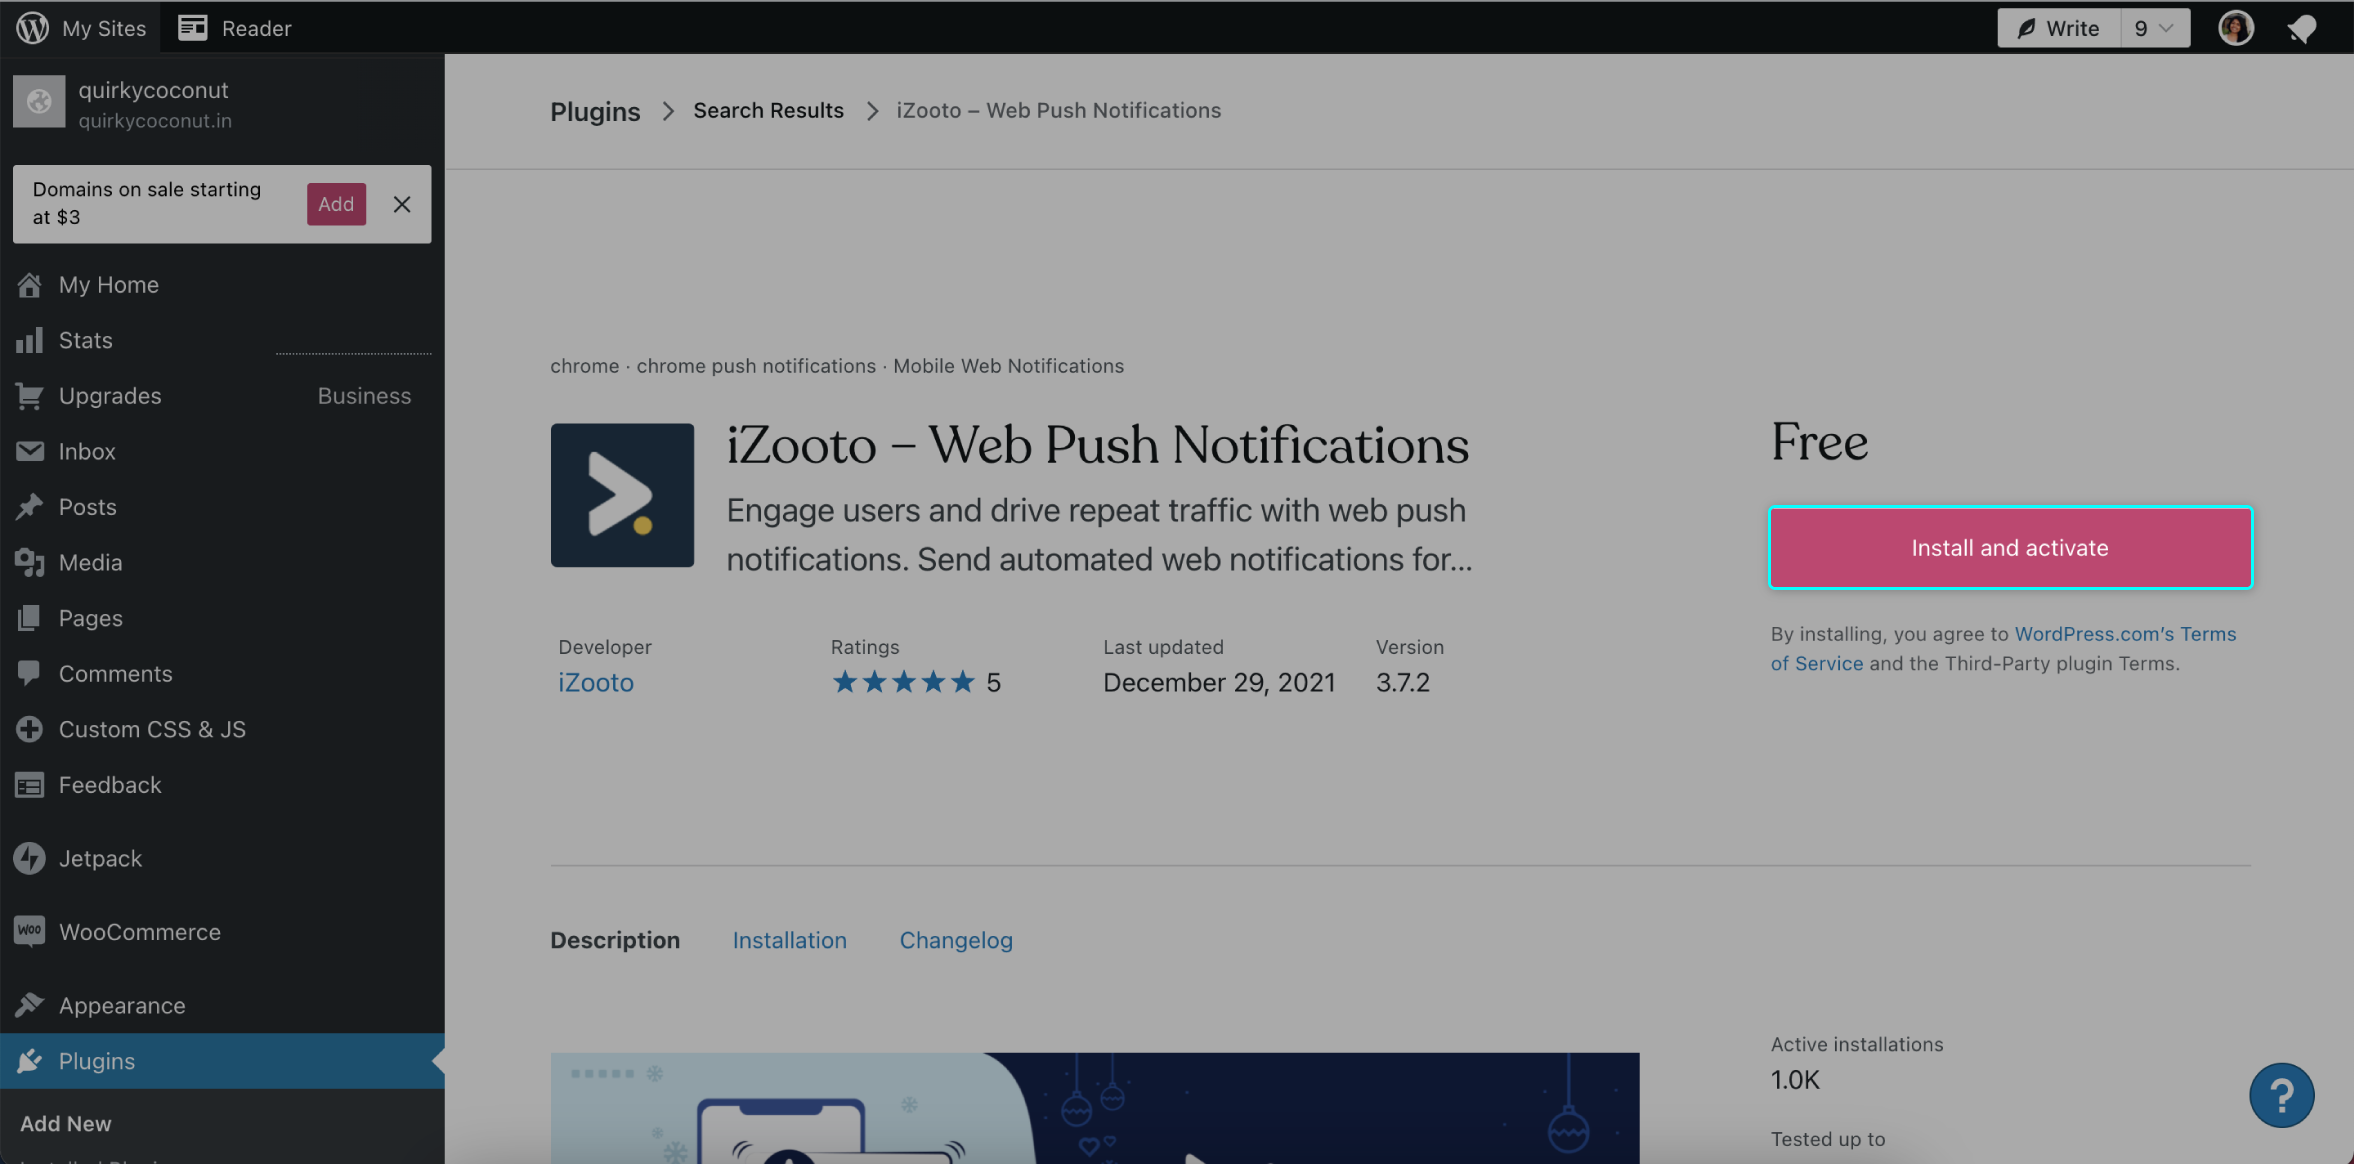 My Sites
Reader
Write
9
quirkycoconut
quirkycoconut.in
Domains on sale starting
at $3
Add
My Home
Stats
Upgrades
Business
Inbox
Posts
Media
Pages
Comments
Custom CSS & JS
Feedback
Jetpack
Woo
WooCommerce
Appearance
Plugins
Add New
Plugins
Search Results
iZooto – Web Push Notifications
chrome · chrome push notifications · Mobile Web Notifications
iZooto – Web Push Notifications
Engage users and drive repeat traffic with web push
notifications. Send automated web notifications for...
Developer
iZooto
Ratings
5
Last updated
December 29, 2021
Version
3.7.2
Free
Install and activate
By installing, you agree to WordPress.com's Terms
of Service and the Third-Party plugin Terms.
Description
Installation
Changelog
Active installations
1.0K
Tested up to
?